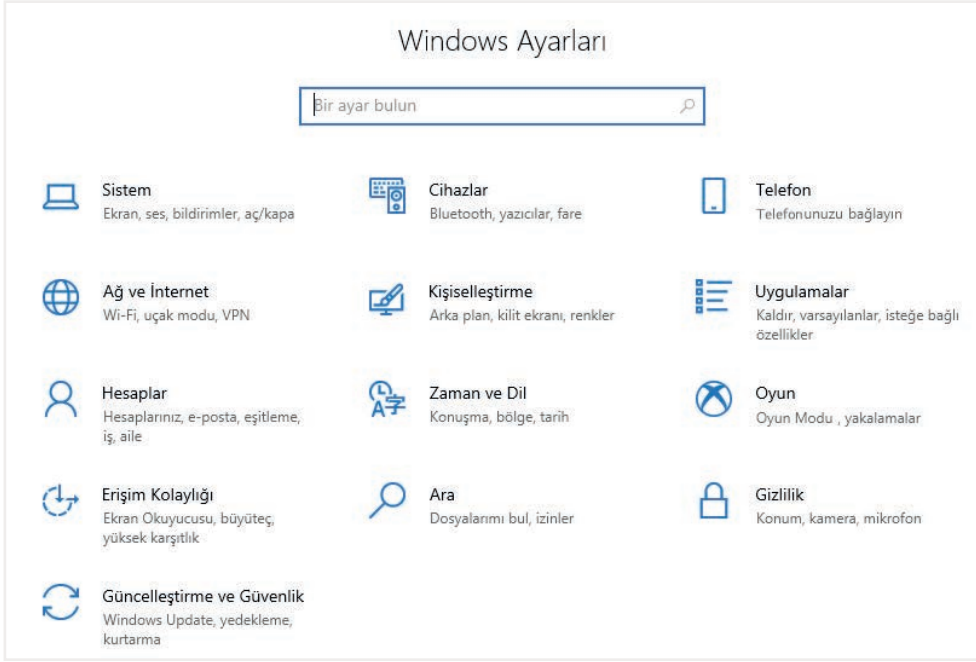 Windows Ayarları
Bir ayar bulun
Sistem
Ekran, ses, bildirimler, aç/kapa
Cihazlar
Bluetooth, yazıcılar, fare
Telefon
Telefonunuzu bağlayın
Ağ ve İnternet
Wi-Fi, uçak modu, VPN
Kişiselleştirme
Arka plan, kilit ekranı, renkler
Uygulamalar
Kaldır, varsayılanlar, isteğe bağlı
özellikler
Hesaplar
Hesaplarınız, e-posta, eşitleme,
iş, aile
Zaman ve Dil
Konuşma, bölge, tarih
Oyun
Oyun Modu , yakalamalar
Erişim Kolaylığı
Ekran Okuyucusu, büyüteç,
yüksek karşıtlık
Ara
Dosyalarımı bul, izinler
Gizlilik
Konum, kamera, mikrofon
Güncelleştirme ve Güvenlik
Windows Update, yedekleme,
kurtarma